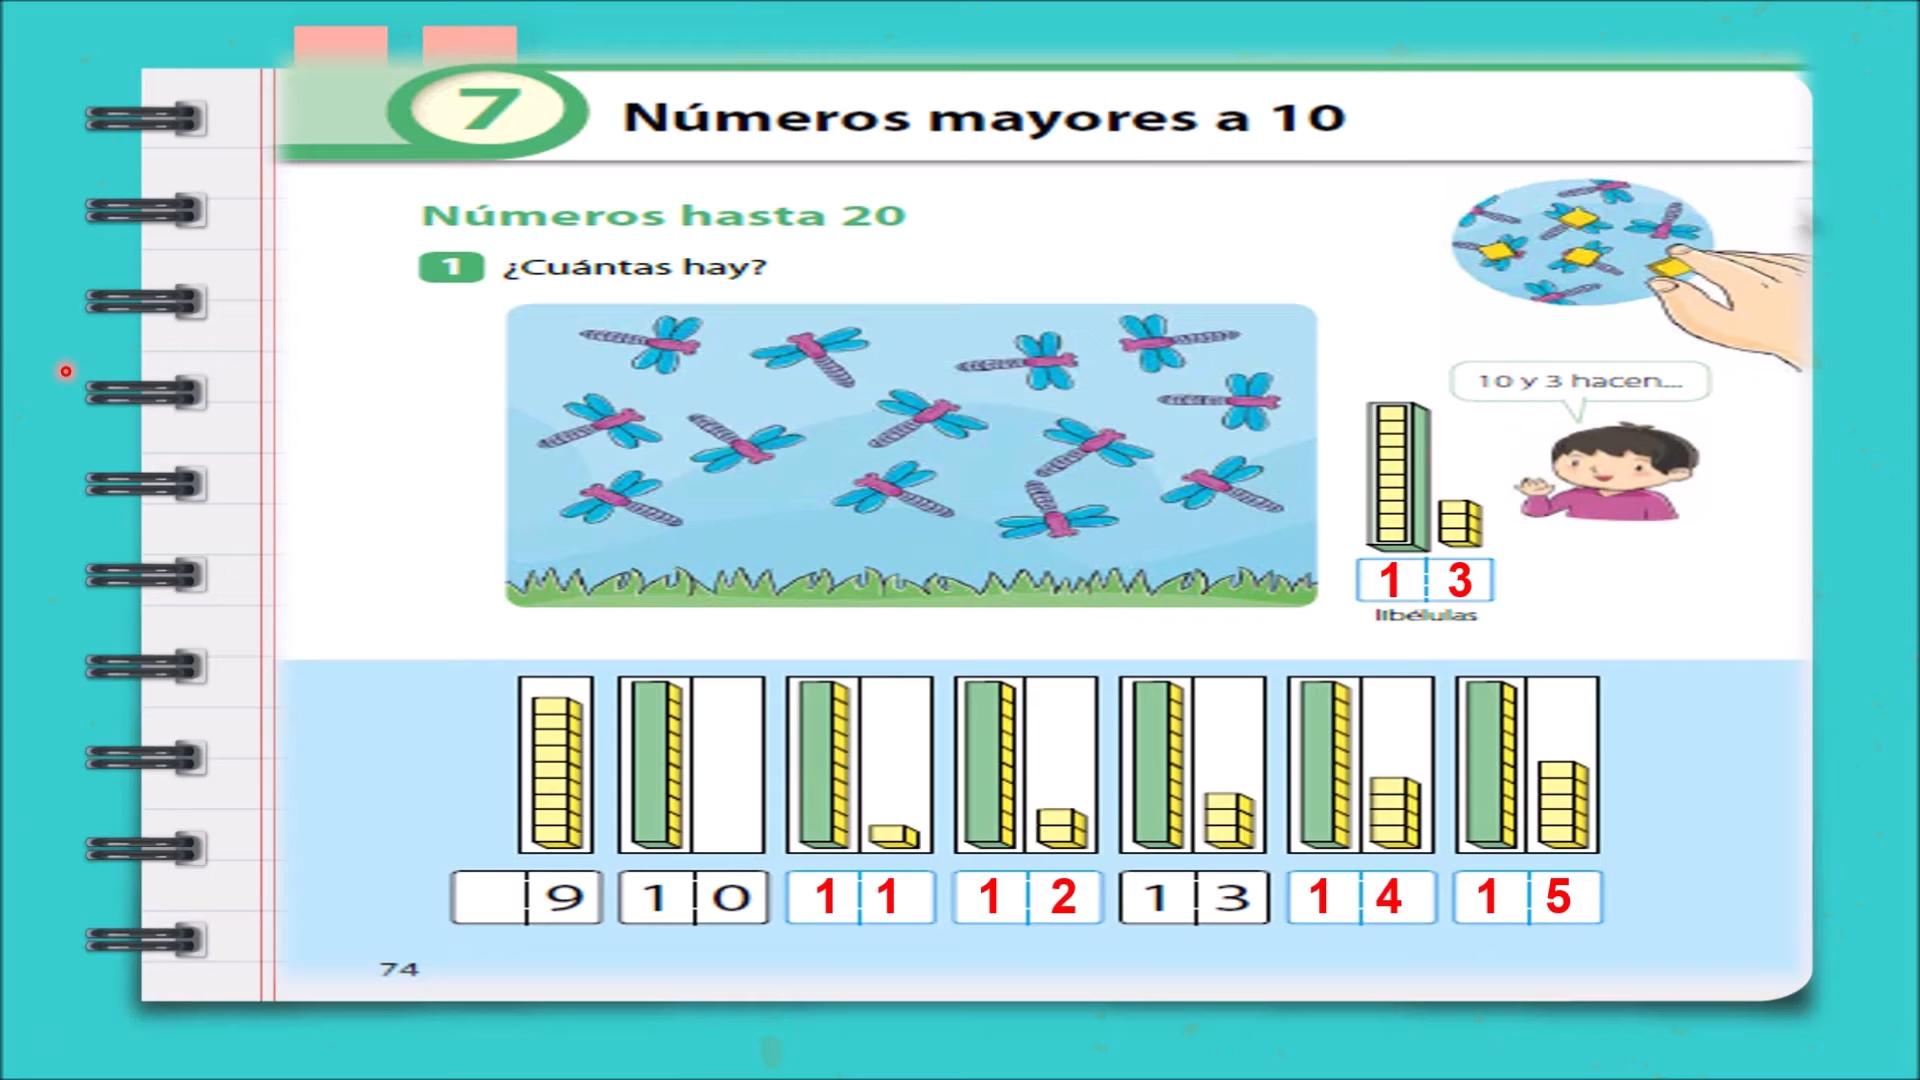 7 Números mayores a 10
Números hasta 20
1 ¿Cuántas hay?
10 y 3 hacen...
1 3
libélulas
9 1 0 1 1 1 2 1 3 1 4 1 5
74